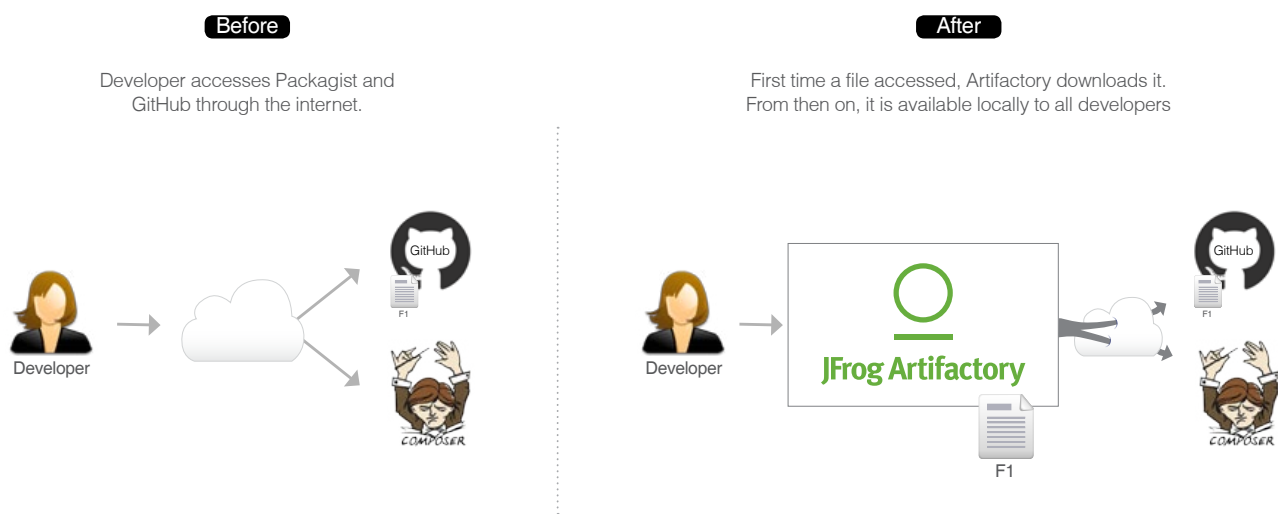 Before
Developer accesses Packagist and
GitHub through the internet.
GitHub
F1
Developer
COMPOSER
After
First time a file accessed, Artifactory downloads it.
From then on, it is available locally to all developers
GitHub
F1
Developer
JFrog Artifactory
COMPOSER
F1